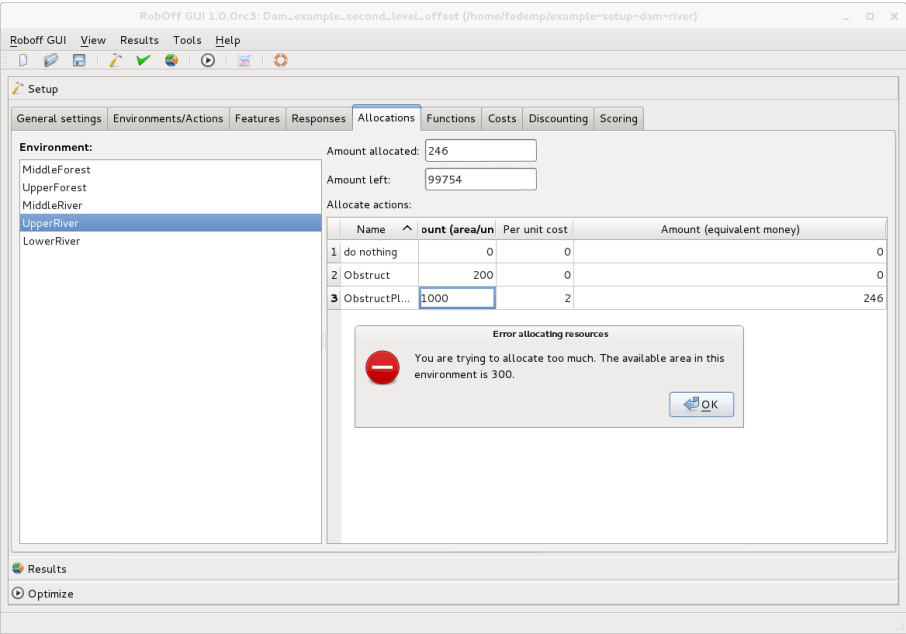 RobOff GUI 1.0.0rc3: Dam_example_second_level_offset (/home/fedemp/example-setup-dam-river)
Roboff GUI View Results Tools Help
Setup
General settings Environments/Actions Features Responses Allocations Functions Costs Discounting Scoring
Environment:
MiddleForest
UpperForest
MiddleRiver
UpperRiver
LowerRiver
Amount allocated: 246
Amount left: 99754
Allocate actions:
Name ount (area/un Per unit cost Amount (equivalent money)
1 do nothing 0 0 0
2 Obstruct 200 0 0
3 ObstructPl... 1000 2 246
Error allocating resources
You are trying to allocate too much. The available area in this
environment is 300.
OK
Results
Optimize